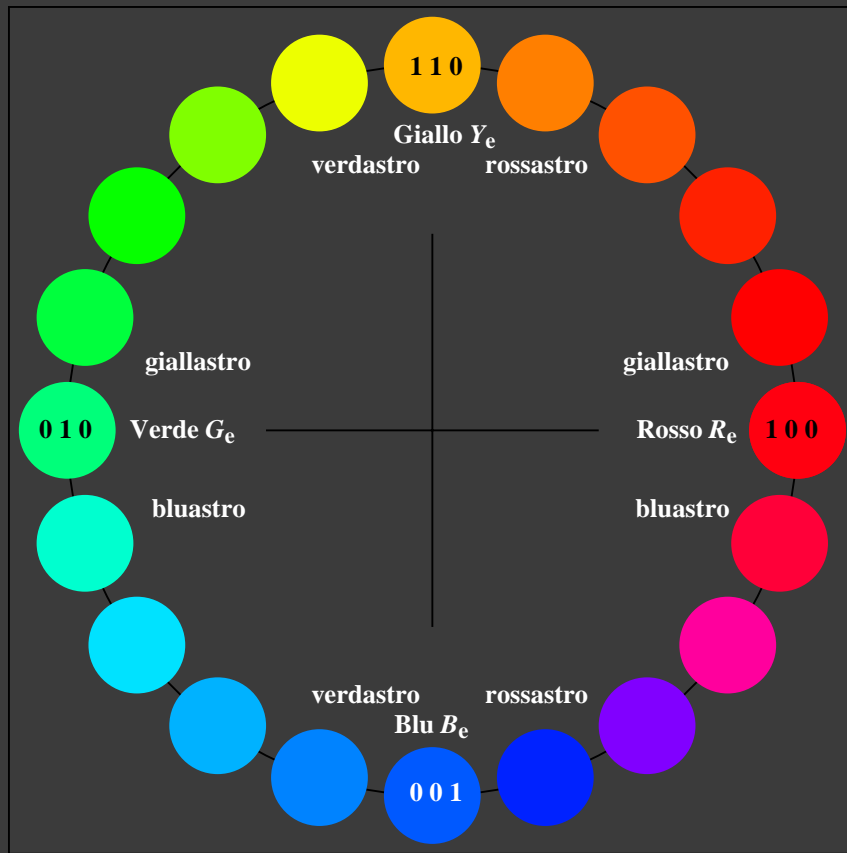 1 1 0
Giallo Yₑ
verdastro rossastro
giallastro giallastro
0 1 0 Verde Gₑ Rosso Rₑ 1 0 0
bluastro bluastro
verdastro rossastro
Blu Bₑ
0 0 1